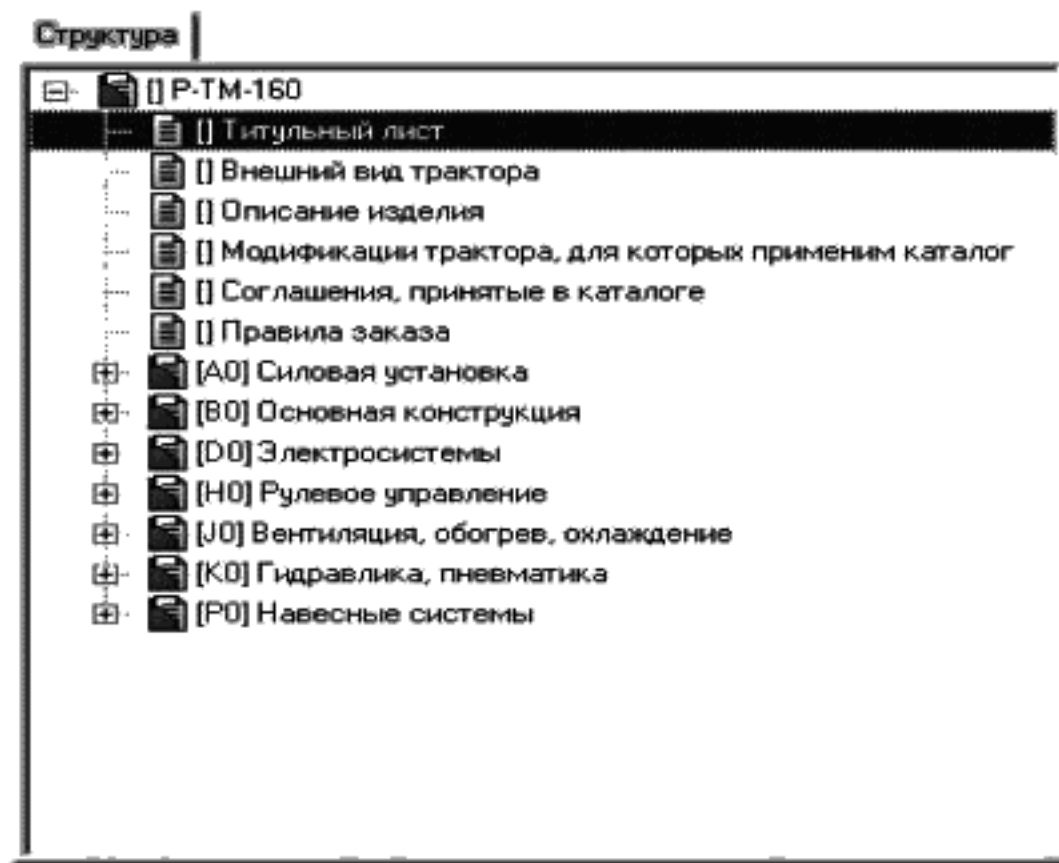 Структура
[] Р-ТМ-160
[] Титульный лист
[] Внешний вид трактора
[] Описание изделия
[] Модификации трактора, для которых применим каталог
[] Соглашения, принятые в каталоге
[] Правила заказа
[A0] Силовая установка
[B0] Основная конструкция
[D0] Электросистемы
[H0] Рулевое управление
[J0] Вентиляция, обогрев, охлаждение
[K0] Гидравлика, пневматика
[P0] Навесные системы